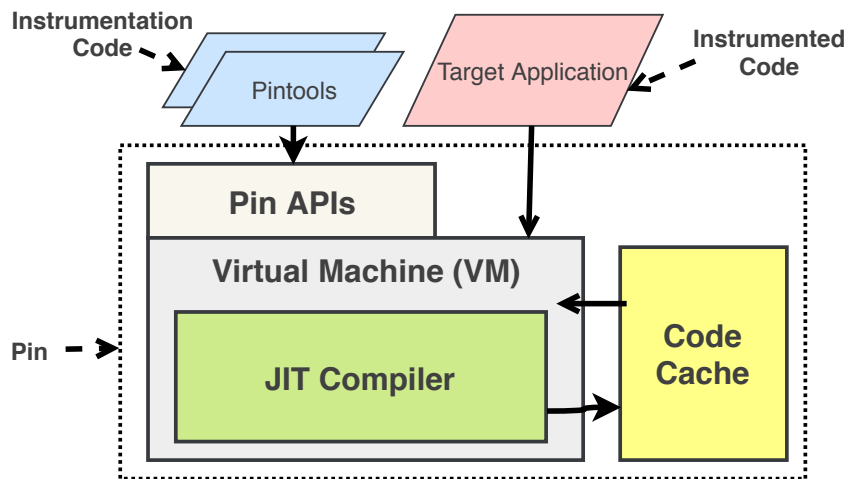 Instrumentation
Code
Pintools
Target Application
Instrumented
Code
Pin APIs
Virtual Machine (VM)
JIT Compiler
Code
Cache
Pin